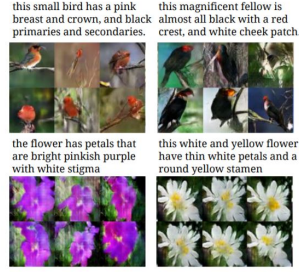 this small bird has a pink
breast and crown, and black
primaries and secondaries.
this magnificent fellow is
almost all black with a red
crest, and white cheek patch
the flower has petals that
are bright pinkish purple
with white stigma
this white and yellow flower
have thin white petals and a
round yellow stamen